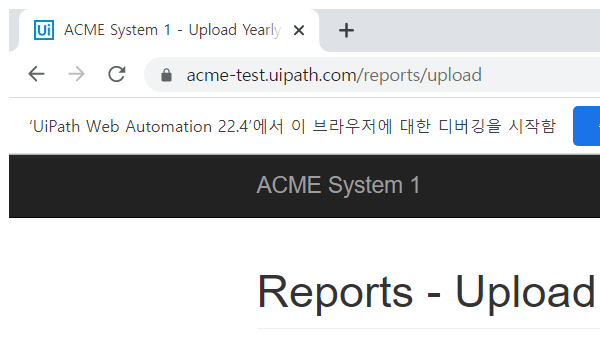 Ui ACME System 1 - Upload Yearly
acme-test.uipath.com/reports/upload
'UiPath Web Automation 22.4'에서 이 브라우저에 대한 디버깅을 시작함
ACME System 1
Reports - Upload